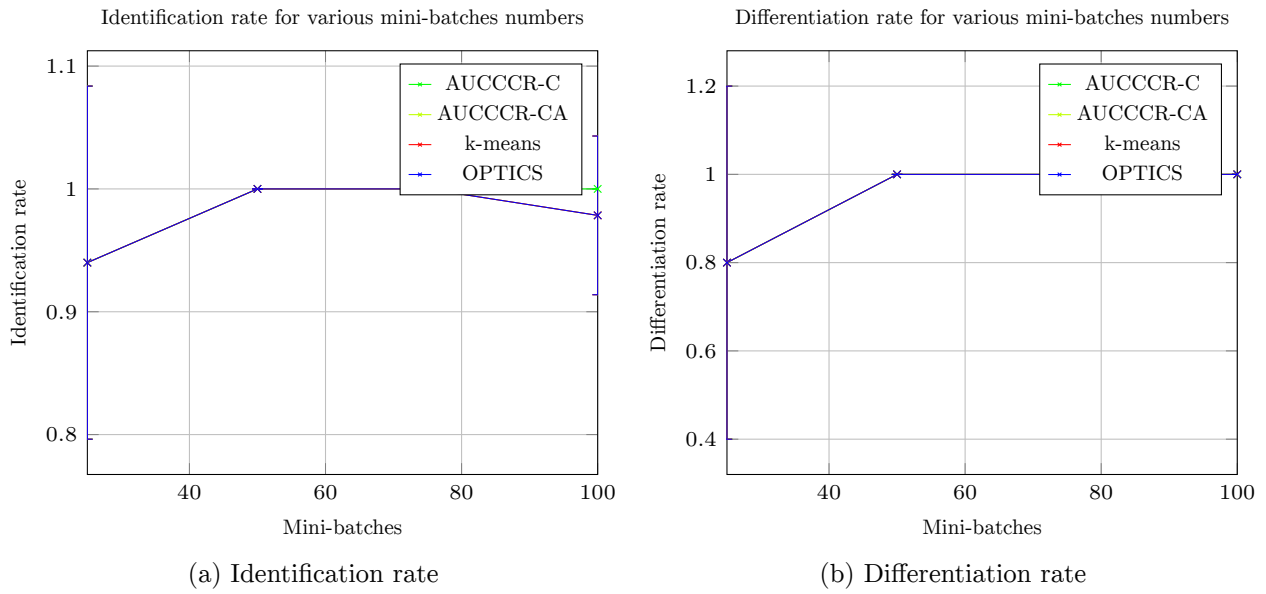 Identification rate for various mini-batches numbers
1.1
1
0.9
0.8
Identification rate
AUCCCR-C
AUCCCR-CA
k-means
OPTICS
40 60 80 100
Mini-batches
(a) Identification rate
Differentiation rate for various mini-batches numbers
1.2
1
0.8
0.6
0.4
Differentiation rate
AUCCCR-C
AUCCCR-CA
k-means
OPTICS
40 60 80 100
Mini-batches
(b) Differentiation rate